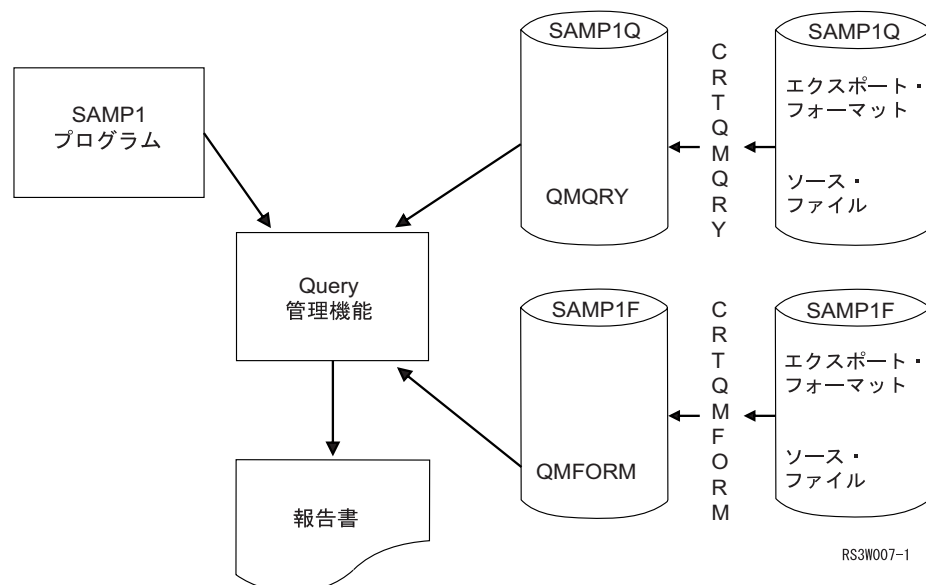 SAMP1
プログラム
Query
管理機能
報告書
SAMP1Q
QMQRY
CRTQMQRY
SAMP1Q
エクスポート・
フォーマット
ソース・
ファイル
SAMP1F
QMFORM
CRTQMFORM
SAMP1F
エクスポート・
フォーマット
ソース・
ファイル
RS3W007-1